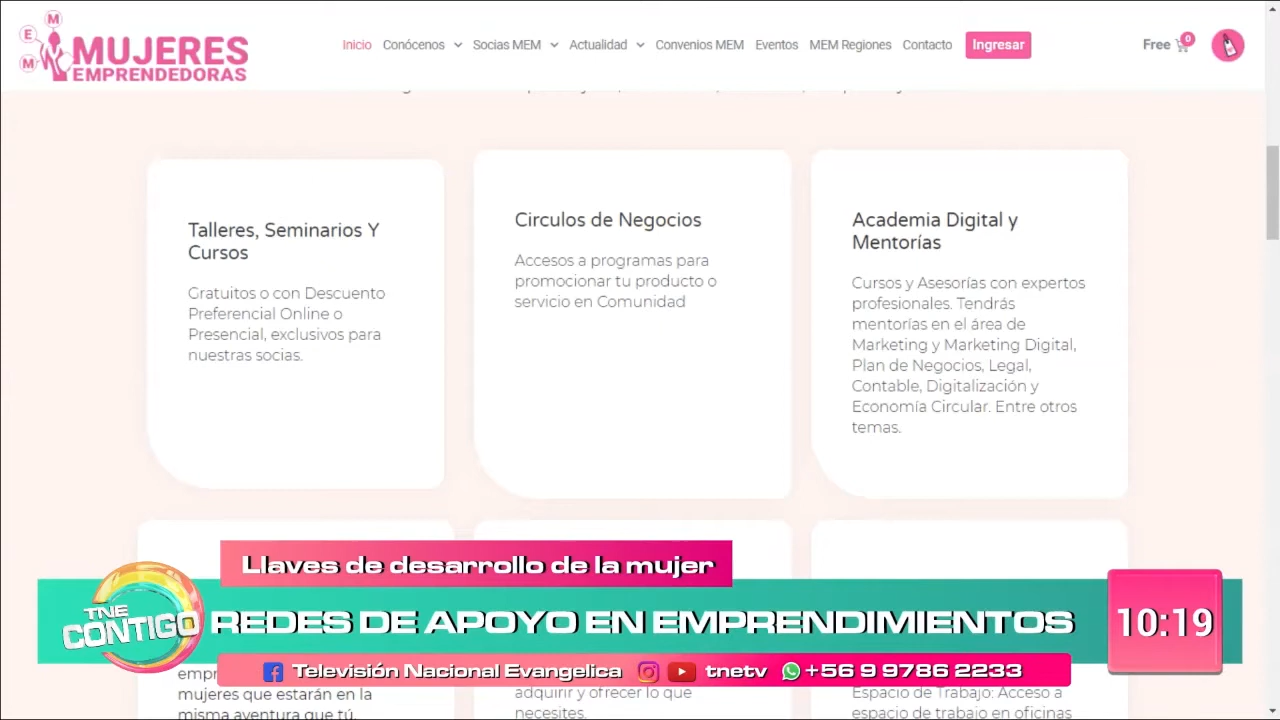 M
E
M
MUJERES
EMPRENDEDORAS
Inicio Conócenos Socias MEM Actualidad Convenios MEM Eventos MEM Regiones Contacto Ingresar
Free 0
Talleres, Seminarios Y
Cursos
Gratuitos o con Descuento
Preferencial Online o
Presencial, exclusivos para
nuestras socias.
Circulos de Negocios
Accesos a programas para
promocionar tu producto o
servicio en Comunidad
Academia Digital y
Mentorías
Cursos y Asesorías con expertos
profesionales. Tendrás
mentorías en el área de
Marketing y Marketing Digital,
Plan de Negocios, Legal,
Contable, Digitalización y
Economía Circular. Entre otros
temas.
Llaves de desarrollo de la mujer
TNE
CONTIGO
REDES DE APOYO EN EMPRENDIMIENTOS
10:19
Televisión Nacional Evangelica tnetv +56 9 9786 2233
mujeres que estarán en la
misma aventura que tú.
adquirir y ofrecer lo que
necesites.
Espacio de Trabajo: Acceso a
espacio de trabajo en oficinas